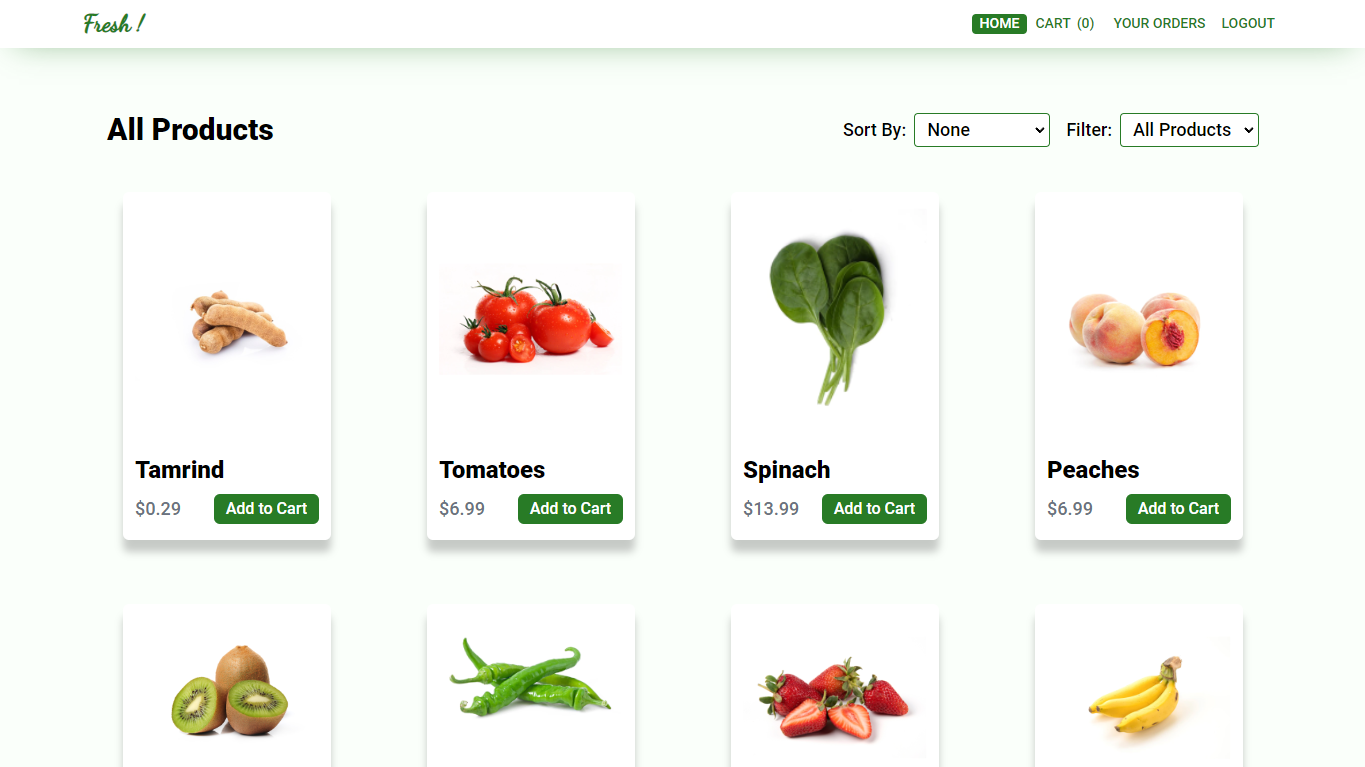 Fresh !
HOME CART (0) YOUR ORDERS LOGOUT
All Products
Sort By: None Filter: All Products
Tamrind
$0.29 Add to Cart
Tomatoes
$6.99 Add to Cart
Spinach
$13.99 Add to Cart
Peaches
$6.99 Add to Cart